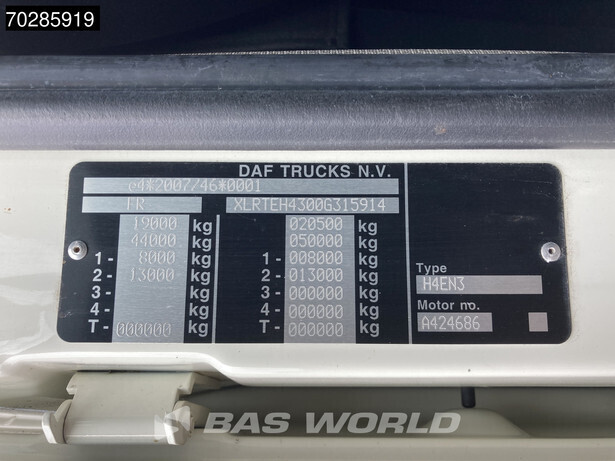 70285919
DAF TRUCKS N.V.
e4*2007/46*0001
FR XLRTEH4300G315914
19000 kg 020500 kg
44000 kg 050000 kg
1 - 8000 kg 1 - 008000 kg
2 - 13000 kg 2 - 013000 kg
3 - kg 3 - 000000 kg
4 - kg 4 - 000000 kg
T - 000000 kg T - 000000 kg
Type
H4EN3
Motor no.
A424686
BAS WORLD